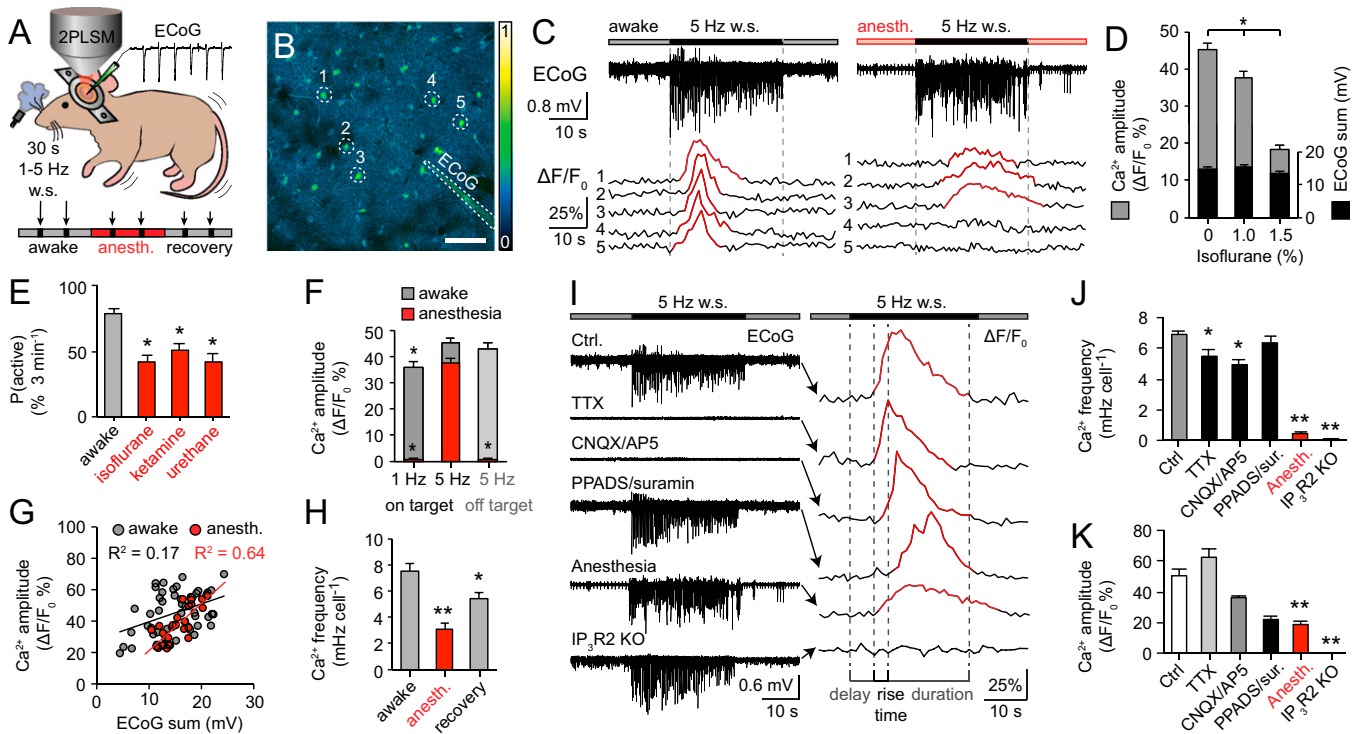 A
2PLSM
ECoG
30 s
1-5 Hz
w.s.
awake anesth. recovery
B
1
2
3
4
5
ECoG
1
0
C
awake 5 Hz w.s.
anesth. 5 Hz w.s.
ECoG
0.8 mV
10 s
ΔF/F0
25%
10 s
1
2
3
4
5
1
2
3
4
5
D
*
Ca2+ amplitude
(ΔF/F0 %)
50
40
30
20
10
0
20
10
0
ECoG sum (mV)
0 1.0 1.5
Isoflurane (%)
E
P(active)
(% 3 min-1)
100
50
0
* * *
awake
isoflurane
ketamine
urethane
F
awake
anesthesia
Ca2+ amplitude
(ΔF/F0 %)
50
40
30
20
10
0
*
* *
1 Hz 5 Hz 5 Hz
on target off target
G
awake anesth.
R2 = 0.17 R2 = 0.64
Ca2+ amplitude
(ΔF/F0 %)
100
80
60
40
20
0
0 10 20 30
ECoG sum (mV)
H
Ca2+ frequency
(mHz cell-1)
10
8
6
4
2
0
** *
awake
anesth.
recovery
I
5 Hz w.s. 5 Hz w.s.
Ctrl. ECoG ΔF/F0
TTX
CNQX/AP5
PPADS/suramin
Anesthesia
IP3R2 KO
0.6 mV
10 s
delay rise duration
time
25%
10 s
J
Ca2+ frequency
(mHz cell-1)
8
6
4
2
0
* * ** **
Ctrl
TTX
CNQX/AP5
PPADS/sur.
Anesth.
IP3R2 KO
K
Ca2+ amplitude
(ΔF/F0 %)
80
60
40
20
0
** **
Ctrl
TTX
CNQX/AP5
PPADS/sur.
Anesth.
IP3R2 KO